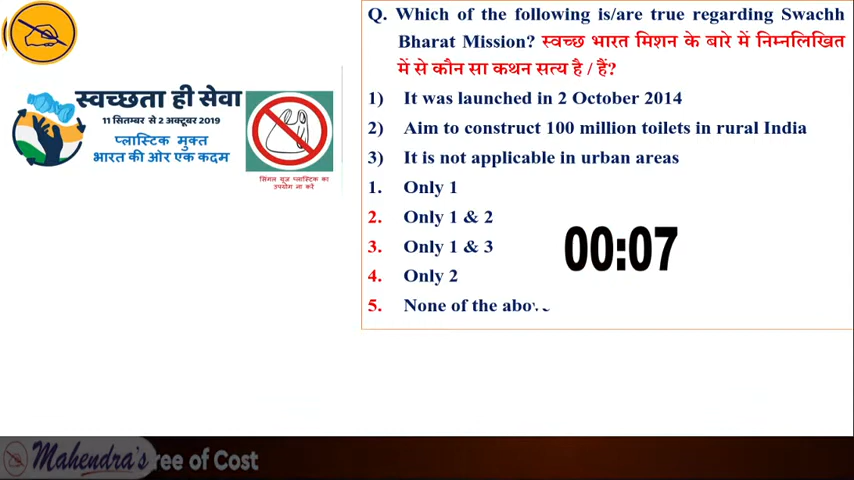 Q. Which of the following is/are true regarding Swachh
Bharat Mission? स्वच्छ भारत मिशन के बारे में निम्नलिखित
में से कौन सा कथन सत्य है / हैं?
1) It was launched in 2 October 2014
2) Aim to construct 100 million toilets in rural India
3) It is not applicable in urban areas
1. Only 1
2. Only 1 & 2
3. Only 1 & 3
4. Only 2
5. None of the above
00:07
स्वच्छता ही सेवा
11 सितम्बर से 2 अक्टूबर 2019
प्लास्टिक मुक्त
भारत की ओर एक कदम
सिंगल यूज प्लास्टिक का
उपयोग ना करें
Mahendra's ree of Cost